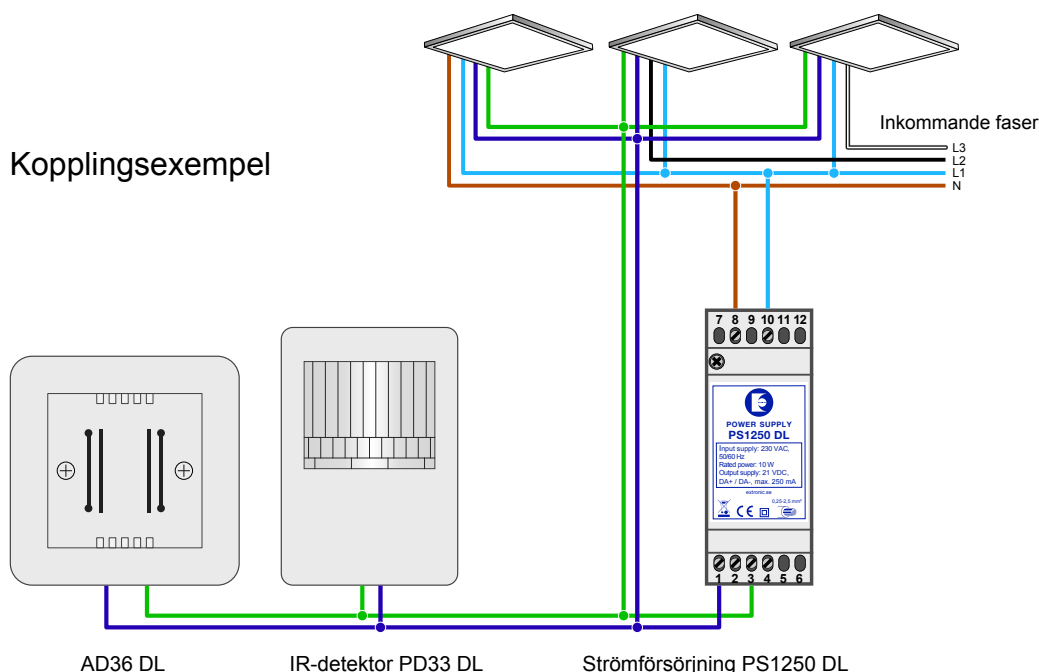 Inkommande faser
L3
L2
L1
N
Kopplingsexempel
7 8 9 10 11 12
POWER SUPPLY
PS1250 DL
Input supply: 230 VAC,
50/60 Hz
Rated power: 10 W
Output supply: 21 VDC,
DA+ / DA-, max. 250 mA
extronic.se
0,25-2,5 mm²
CE
1 2 3 4 5 6
AD36 DL
IR-detektor PD33 DL
Strömförsörjning PS1250 DL